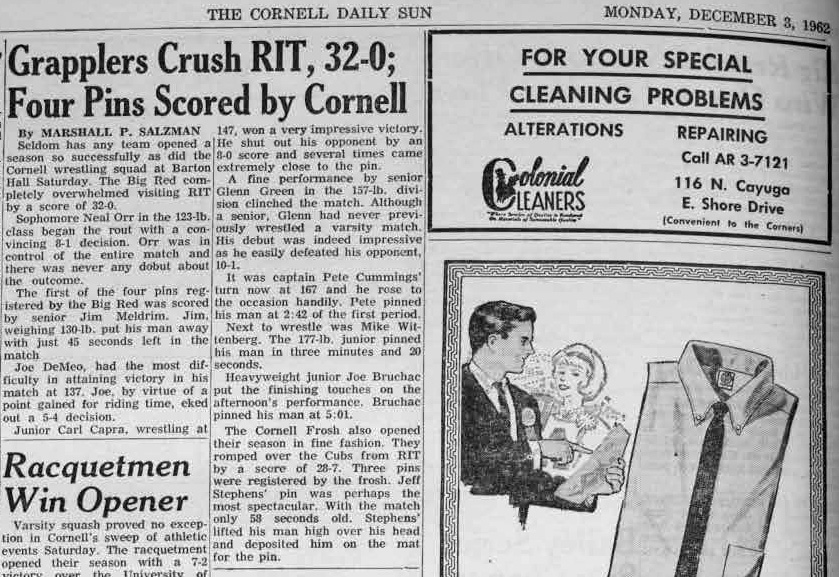 THE CORNELL DAILY SUN
MONDAY, DECEMBER 3, 1962
Grapplers Crush RIT, 32-0;
Four Pins Scored by Cornell
By MARSHALL P. SALZMAN
Seldom has any team opened a
season so successfully as did the
Cornell wrestling squad at Barton
Hall Saturday. The Big Red com-
pletely overwhelmed visiting RIT
by a score of 32-0.
Sophomore Neal Orr in the 123-lb.
class began the rout with a con-
vincing 8-1 decision. Orr was in
control of the entire match and
there was never any dobut about
the outcome.
The first of the four pins reg-
istered by the Big Red was scored
by senior Jim Meldrim. Jim,
weighing 130-lb. put his man away
with just 45 seconds left in the
match
Joe DeMeo, had the most dif-
ficulty in attaining victory in his
match at 137. Joe, by virtue of a
point gained for riding time, eked
out a 5-4 decision.
Junior Carl Capra, wrestling at
147, won a very impressive victory.
He shut out his opponent by an
8-0 score and several times came
extremely close to the pin.
A fine performance by senior
Glenn Green in the 157-lb. divi-
sion clinched the match. Although
a senior, Glenn had never previ-
ously wrestled a varsity match.
His debut was indeed impressive
as he easily defeated his opponent,
10-1.
It was captain Pete Cummings'
turn now at 167 and he rose to
the occasion handily. Pete pinned
his man at 2:42 of the first period.
Next to wrestle was Mike Wit-
tenberg. The 177-lb. junior pinned
his man in three minutes and 20
seconds.
Heavyweight junior Joe Bruchac
put the finishing touches on the
afternoon's performance. Bruchac
pinned his man at 5:01.
The Cornell Frosh also opened
their season in fine fashion. They
romped over the Cubs from RIT
by a score of 28-7. Three pins
were registered by the frosh. Jeff
Stephens' pin was perhaps the
most spectacular. With the match
only 58 seconds old. Stephens'
lifted his man high over his head
and deposited him on the mat
for the pin.
Racquetmen
Win Opener
Varsity squash proved no excep-
tion in Cornell's sweep of athletic
events Saturday. The racquetment
opened their season with a 7-2
victory over the University of
FOR YOUR SPECIAL
CLEANING PROBLEMS
ALTERATIONS REPAIRING
Call AR 3-7121
Colonial
CLEANERS
"Where Service of Quality is Rendered
116 N. Cayuga
E. Shore Drive
(Convenient to the Corners)